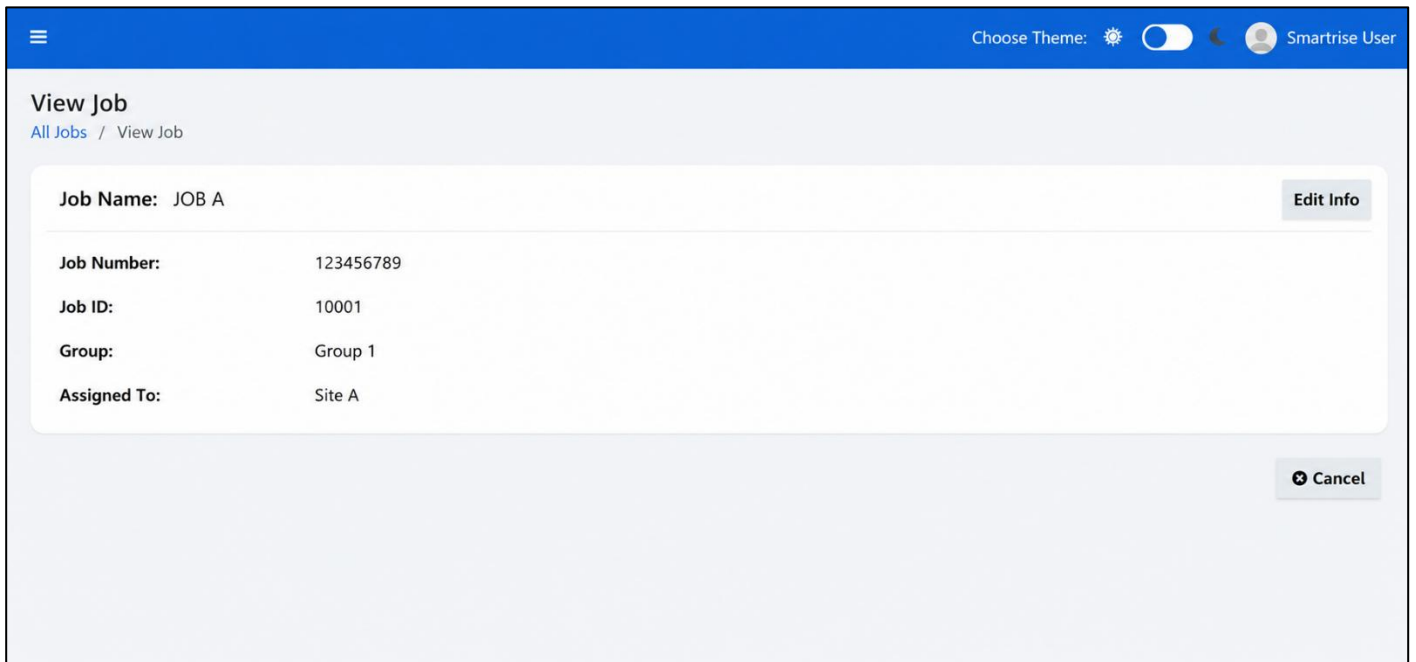 Choose Theme: Smartrise User
View Job
All Jobs / View Job
Job Name: JOB A
Edit Info
Job Number: 123456789
Job ID: 10001
Group: Group 1
Assigned To: Site A
Cancel